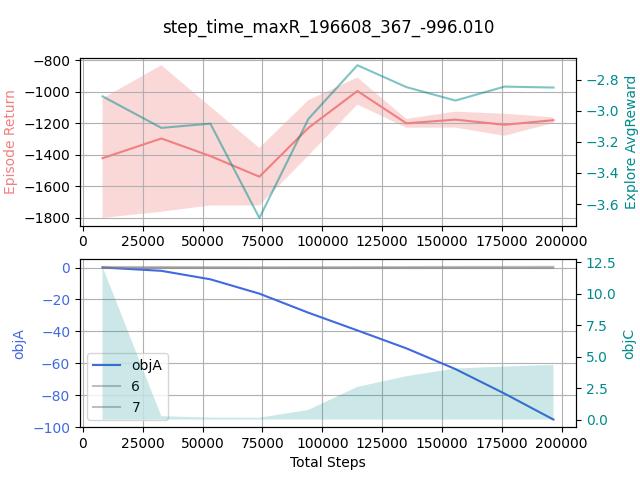 step_time_maxR_196608_367_-996.010
Episode Return
−800
−1000
−1200
−1400
−1600
−1800
−2.8
−3.0
−3.2
−3.4
−3.6
Explore AvgReward
0 25000 50000 75000 100000 125000 150000 175000 200000
objA
0
−20
−40
−60
−80
−100
objA
6
7
12.5
10.0
7.5
5.0
2.5
0.0
objC
0 25000 50000 75000 100000 125000 150000 175000 200000
Total Steps